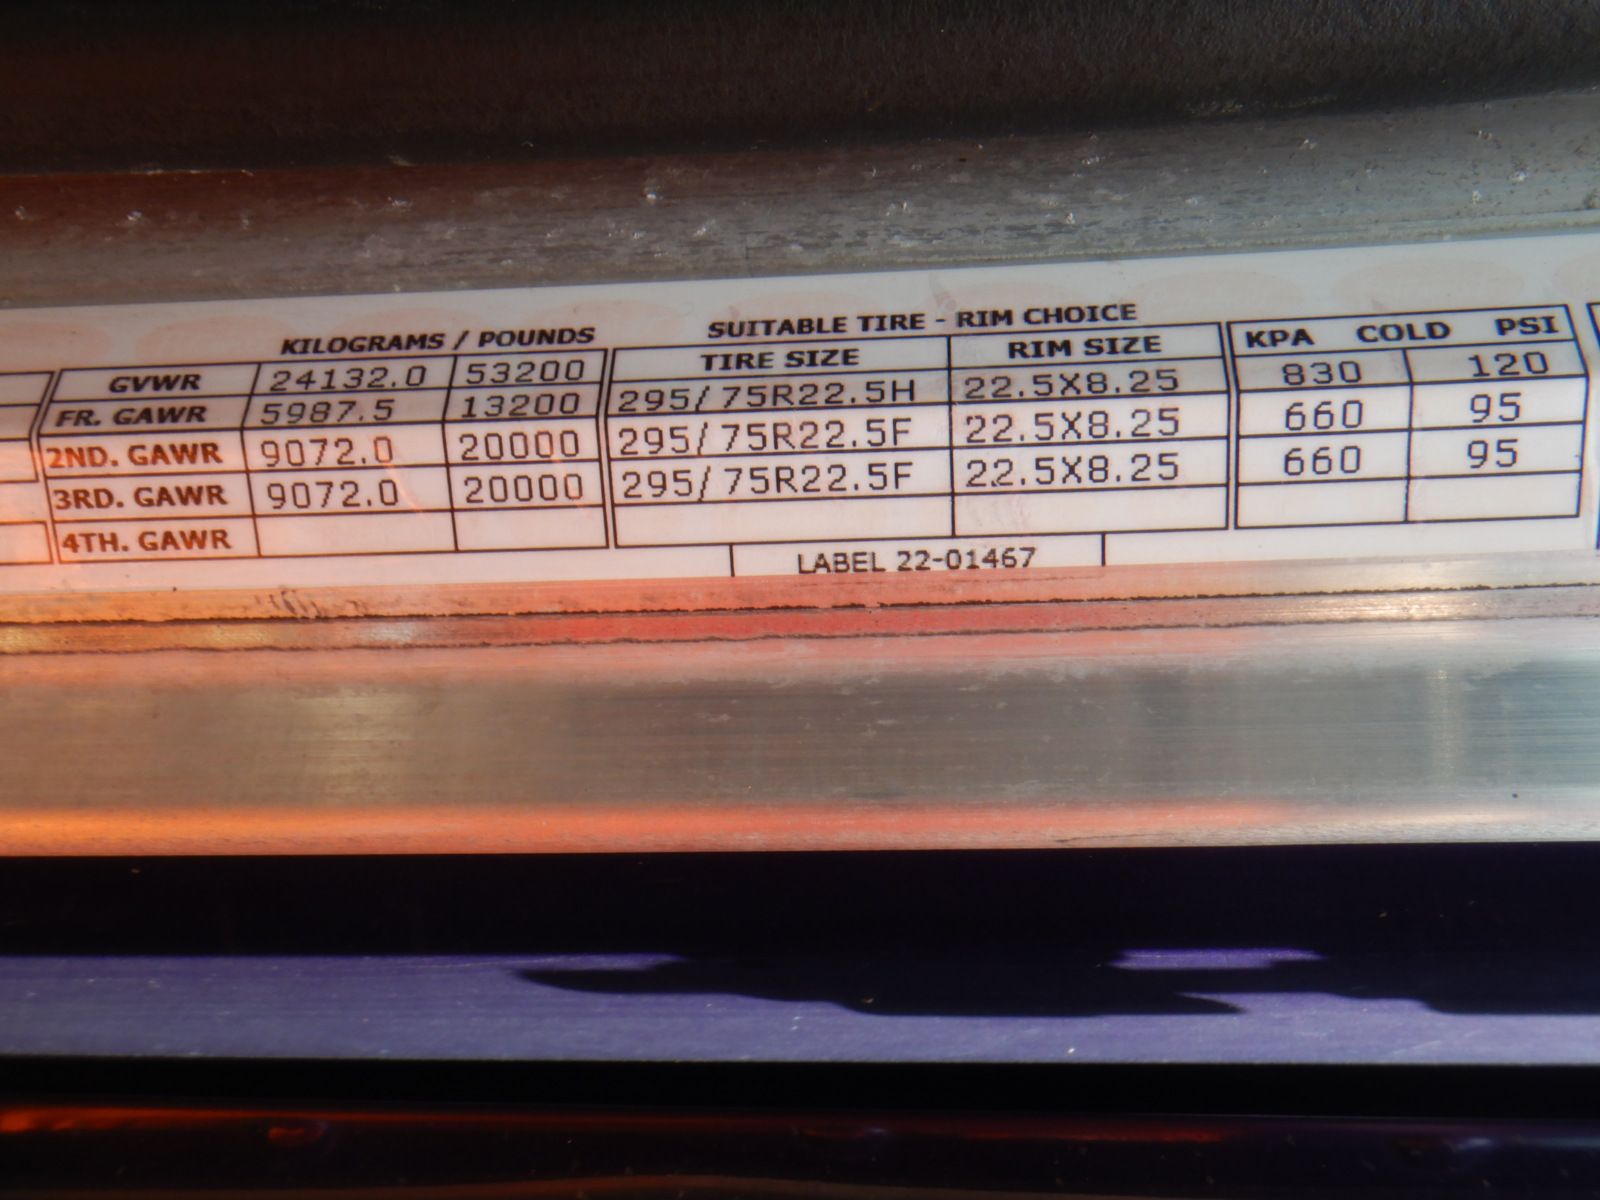 KILOGRAMS / POUNDS SUITABLE TIRE - RIM CHOICE
TIRE SIZE RIM SIZE KPA COLD PSI
GVWR 24132.0 53200
FR. GAWR 5987.5 13200 295/75R22.5H 22.5X8.25 830 120
2ND. GAWR 9072.0 20000 295/75R22.5F 22.5X8.25 660 95
3RD. GAWR 9072.0 20000 295/75R22.5F 22.5X8.25 660 95
4TH. GAWR
LABEL 22-01467